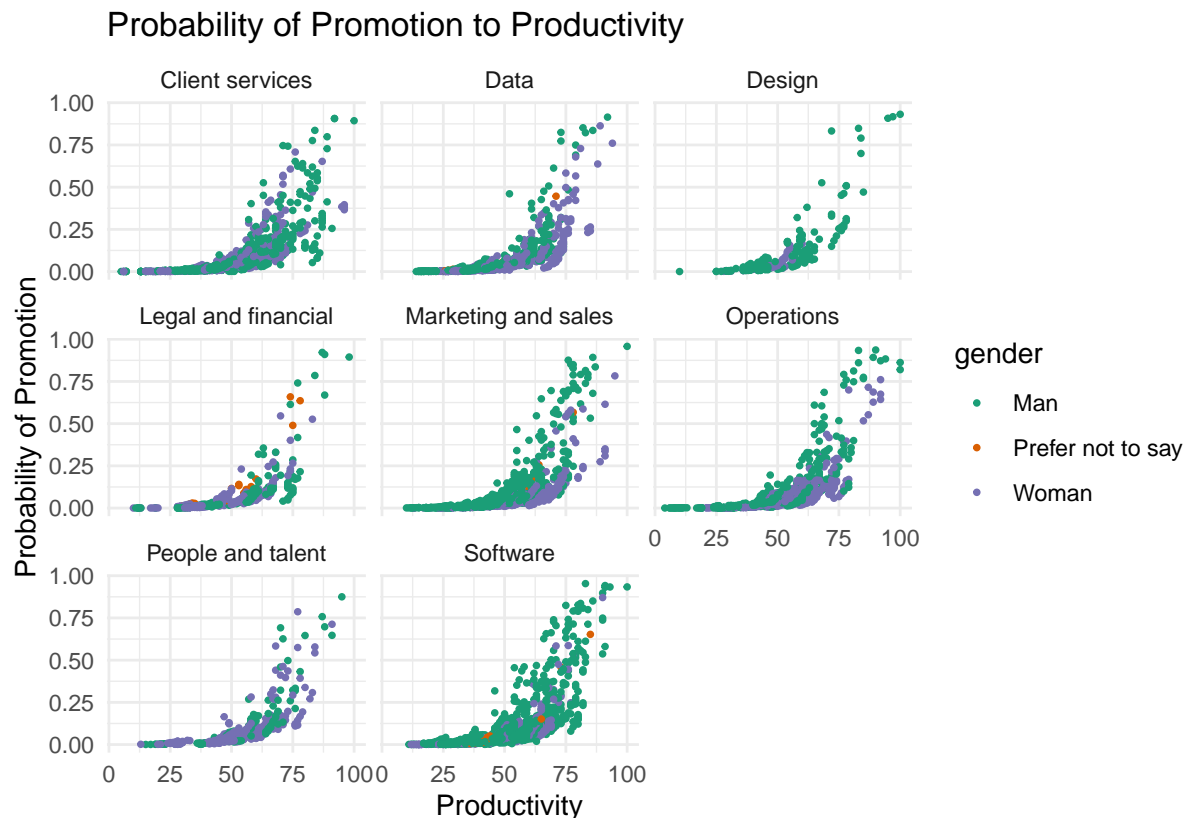 Probability of Promotion to Productivity
Client services
Data
Design
1.00
0.75
0.50
0.25
0.00
Legal and financial
Marketing and sales
Operations
1.00
0.75
0.50
0.25
0.00
0 25 50 75 100
People and talent
Software
1.00
0.75
0.50
0.25
0.00
0 25 50 75 100
0 25 50 75 100
Productivity
Probability of Promotion
gender
Man
Prefer not to say
Woman